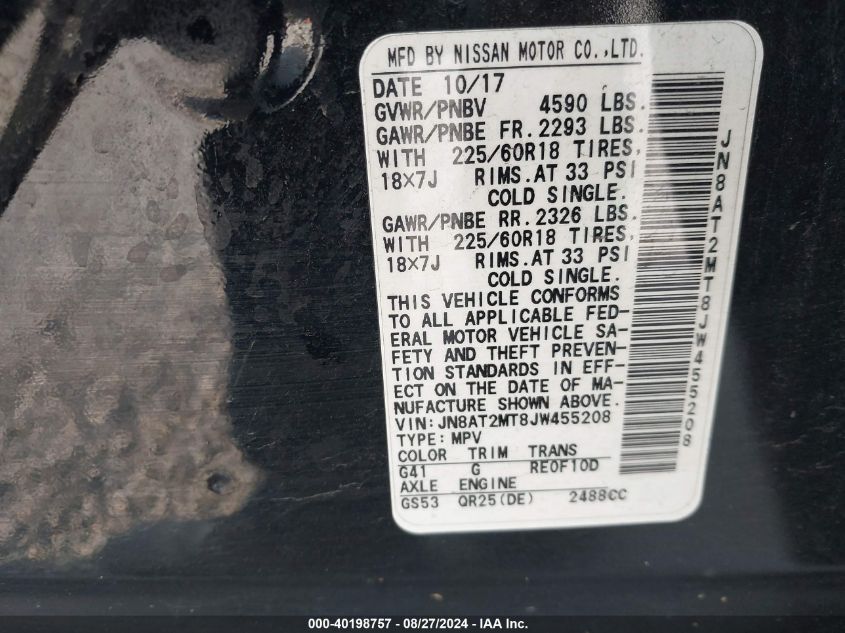 MFD BY NISSAN MOTOR CO.,LTD.
DATE 10/17
GVWR/PNBV 4590 LBS.
GAWR/PNBE FR. 2293 LBS.
WITH 225/60R18 TIRES,
18×7J RIMS.AT 33 PSI
COLD SINGLE.
GAWR/PNBE RR. 2326 LBS.
WITH 225/60R18 TIRES,
18×7J RIMS.AT 33 PSI
COLD SINGLE.
THIS VEHICLE CONFORMS
TO ALL APPLICABLE FED-
ERAL MOTOR VEHICLE SA-
FETY AND THEFT PREVEN-
TION STANDARDS IN EFF-
ECT ON THE DATE OF MA-
NUFACTURE SHOWN ABOVE.
VIN: JN8AT2MT8JW455208
TYPE: MPV
COLOR TRIM TRANS
G41 G RE0F10D
AXLE ENGINE
GS53 QR25(DE) 2488CC
JN8AT2MT8JW455208
000-40198757 - 08/27/2024 - IAA Inc.